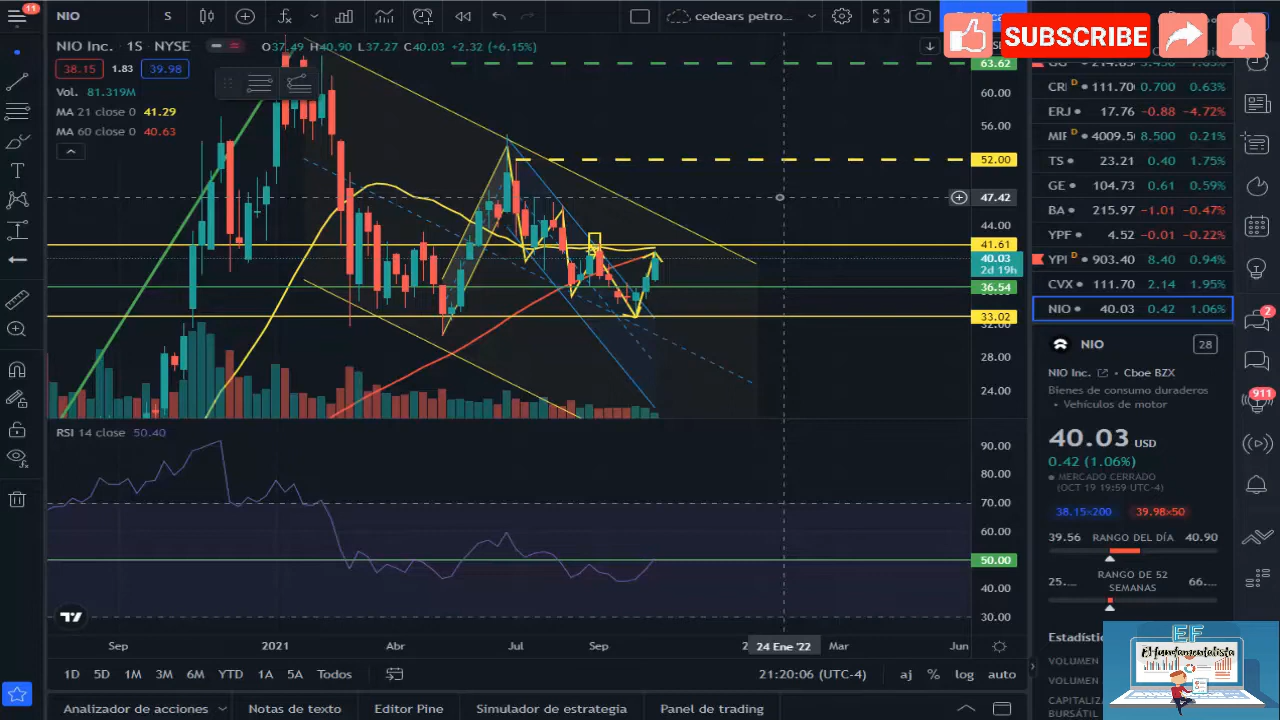 11
NIO
S
cedears petro...
SUBSCRIBE
NIO Inc. 1S NYSE
O37.49 H40.90 L37.27 C40.03 +2.32 (+6.15%)
38.15 1.83 39.98
Vol. 81.319M
MA 21 close 0 41.29
MA 60 close 0 40.63
63.62
60.00
56.00
52.00
47.42
44.00
41.61
40.03
2d 19h
36.54
33.02
32.00
28.00
24.00
RSI 14 close 50.40
90.00
80.00
70.00
60.00
50.00
40.00
30.00
Sep
2021
Abr
Jul
Sep
24 Ene '22
Mar
Jun
1D 5D 1M 3M 6M YTD 1A 5A Todos
21:20:06 (UTC-4)
aj % log auto
Analizador de acciones
Notas de texto
Editor Pine
Simulador de estrategia
Panel de trading
CRI D 111.70 0.700 0.63%
ERJ 17.76 -0.88 -4.72%
MIF D 4009.5 8.500 0.21%
TS 23.21 0.40 1.75%
GE 104.73 0.61 0.59%
BA 215.97 -1.01 -0.47%
YPF 4.52 -0.01 -0.22%
YPI D 903.40 8.40 0.94%
CVX 111.70 2.14 1.95%
NIO 40.03 0.42 1.06%
NIO
28
NIO Inc. • Cboe BZX
Bienes de consumo duraderos
• Vehículos de motor
40.03 USD
0.42 (1.06%)
MERCADO CERRADO
(OCT 19 19:59 UTC-4)
38.15×200 39.98×50
39.56 RANGO DEL DÍA 40.90
25.... RANGO DE 52 SEMANAS 66....
Estadíst
VOLUMEN
VOLUMEN
CAPITALIZ
BURSÁTIL
2
911
EF
El fundamentalista